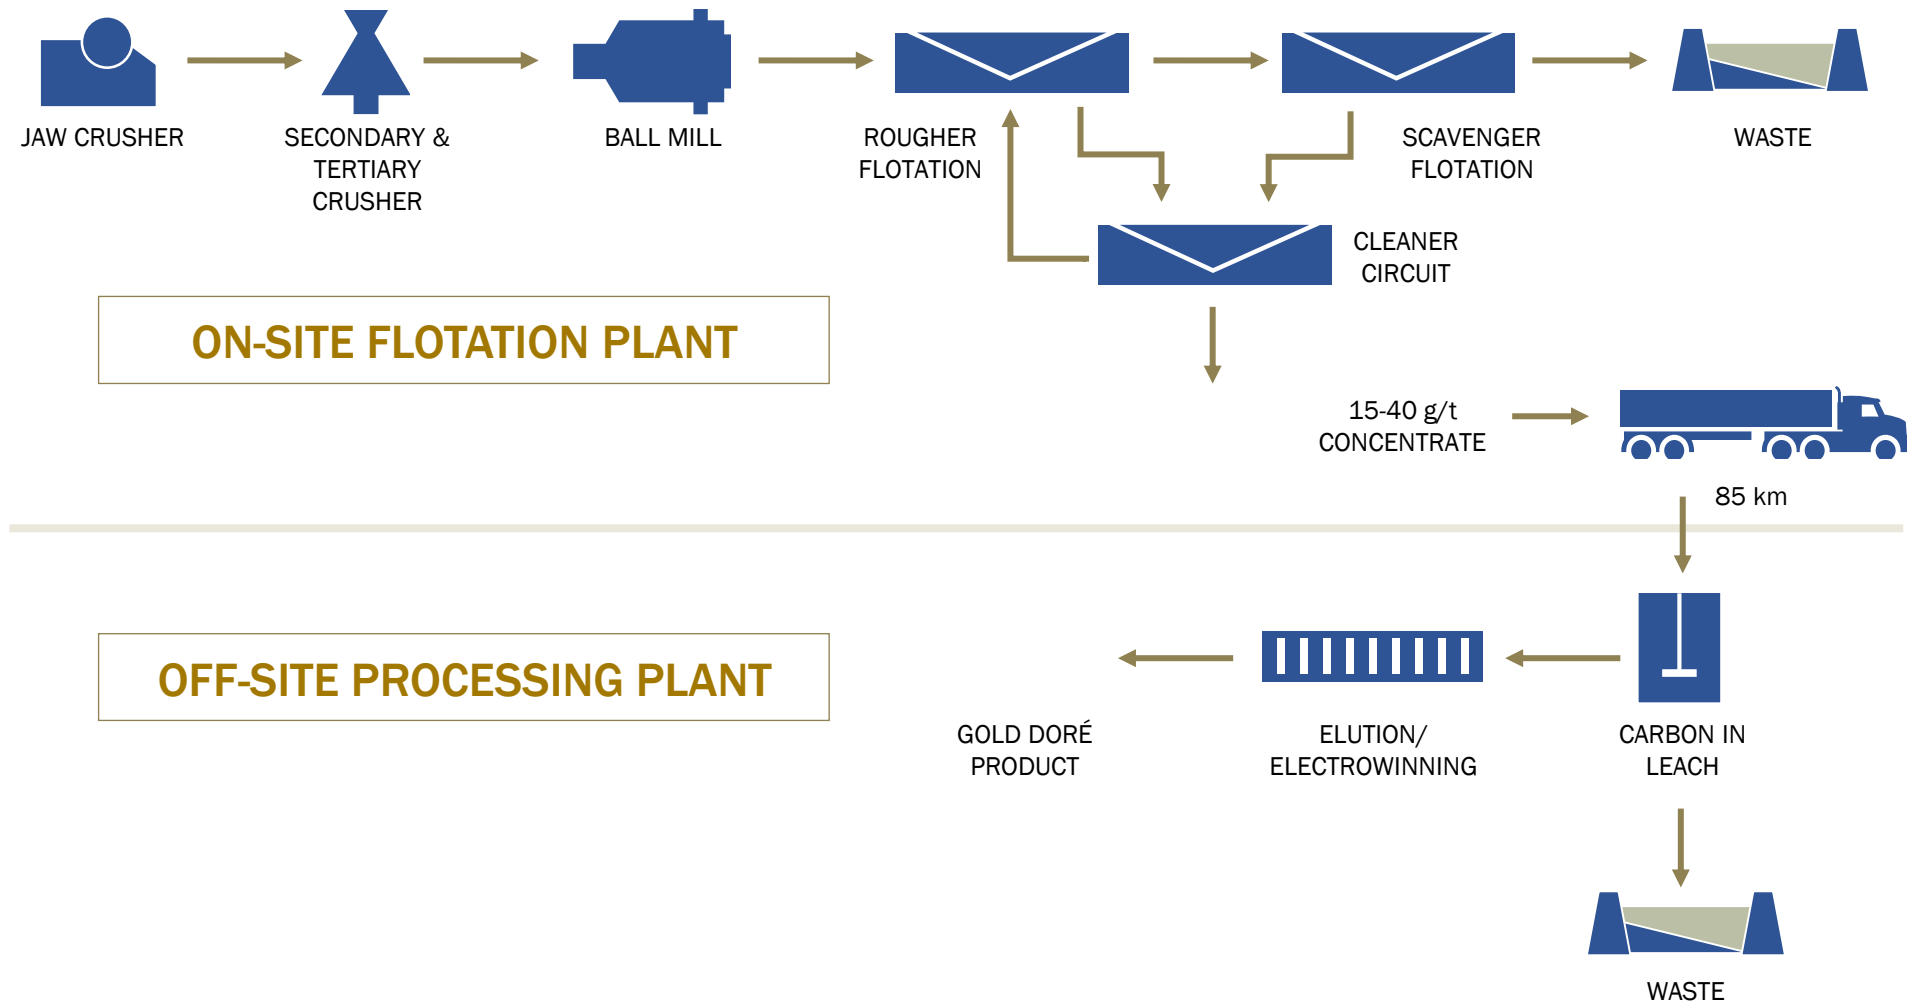 JAW CRUSHER
SECONDARY &
TERTIARY
CRUSHER
BALL MILL
ROUGHER
FLOTATION
SCAVENGER
FLOTATION
WASTE
CLEANER
CIRCUIT
ON-SITE FLOTATION PLANT
15-40 g/t
CONCENTRATE
85 km
OFF-SITE PROCESSING PLANT
GOLD DORÉ
PRODUCT
ELUTION/
ELECTROWINNING
CARBON IN
LEACH
WASTE